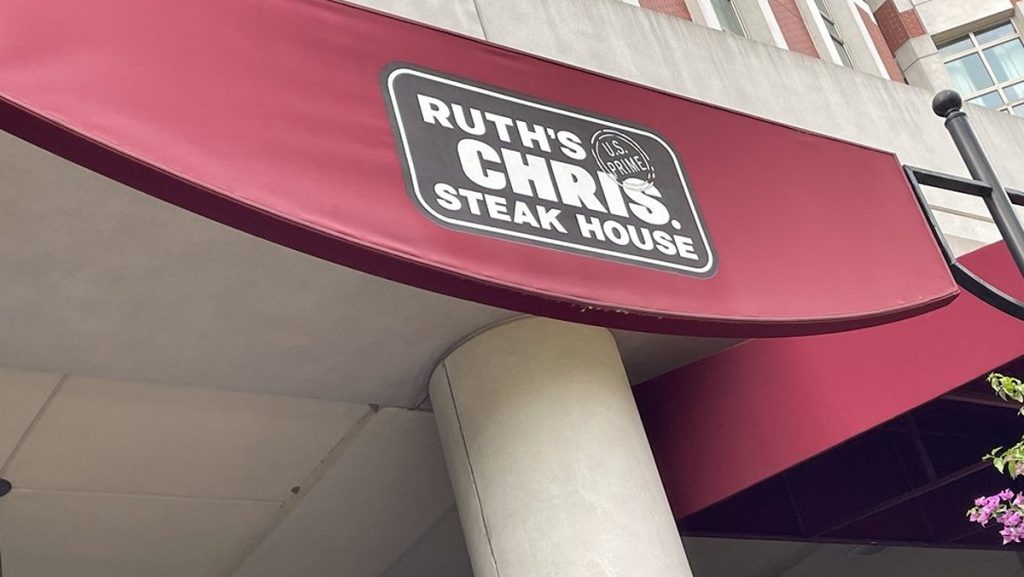 RUTH'S
U.S.
PRIME
CHRIS.
STEAK HOUSE